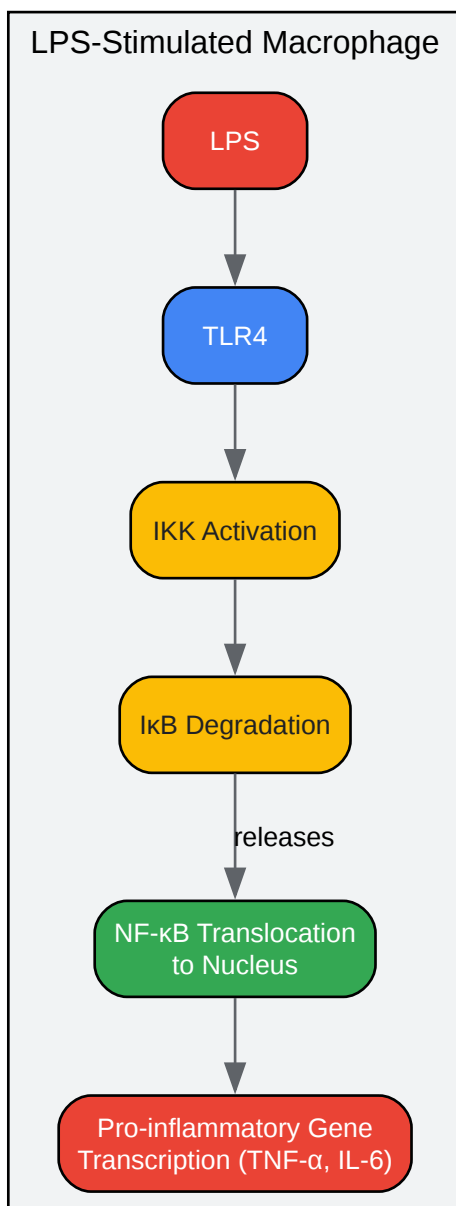 LPS-Stimulated Macrophage
LPS
TLR4
IKK Activation
IκB Degradation
releases
NF-κB Translocation
to Nucleus
Pro-inflammatory Gene
Transcription (TNF-α, IL-6)